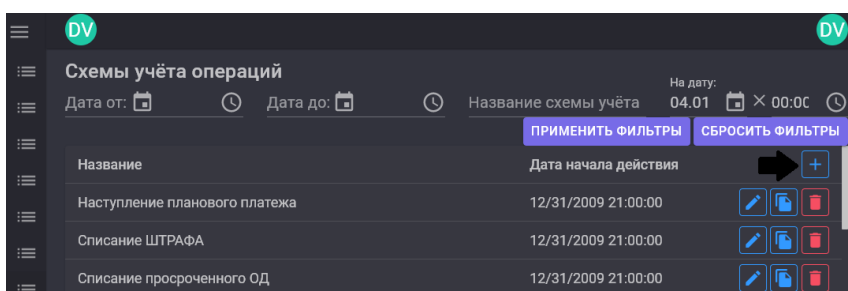 DV DV
Схемы учёта операций
На дату:
Дата от: Дата до: Название схемы учёта 04.01 00:00
ПРИМЕНИТЬ ФИЛЬТРЫ СБРОСИТЬ ФИЛЬТРЫ
Название Дата начала действия
Наступление планового платежа 12/31/2009 21:00:00
Списание ШТРАФА 12/31/2009 21:00:00
Списание просроченного ОД 12/31/2009 21:00:00